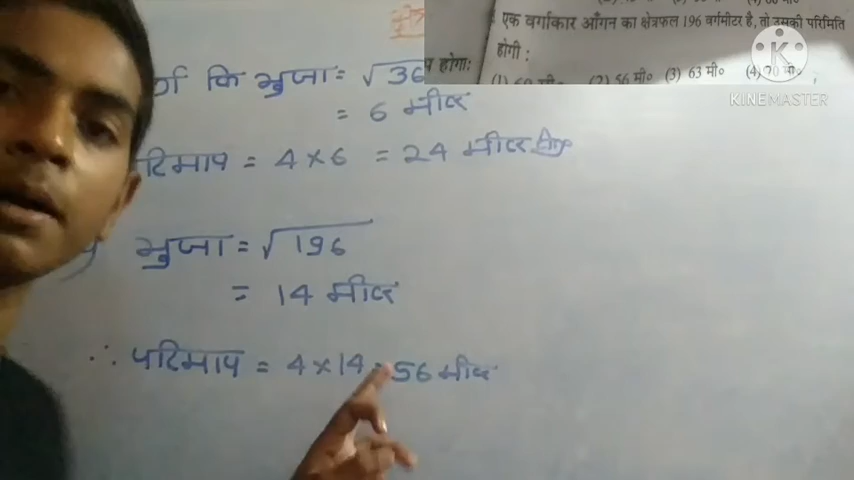 एक वर्गाकार आँगन का क्षेत्रफल 196 वर्गमीटर है, तो उसकी परिमिति
होगी :
होगाः
(2) 56 मी० (3) 63 मी० (4) 70 मी०
KINEMASTER
कि भुजा = √36
= 6 मीटर
= 4 × 6 = 24 मीटर
भुजा = √196
= 14 मीटर
∴ परिमाप = 4 × 14 = 56 मीटर